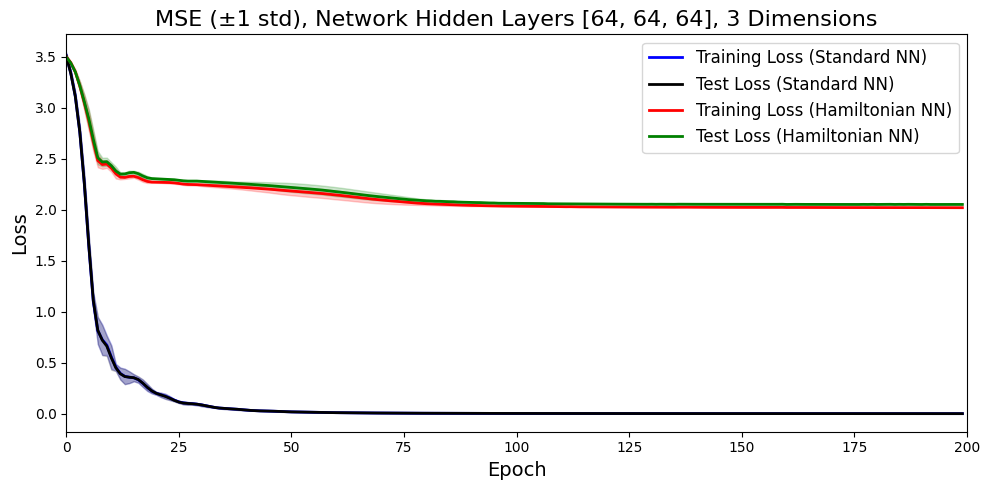 MSE (±1 std), Network Hidden Layers [64, 64, 64], 3 Dimensions
Training Loss (Standard NN)
Test Loss (Standard NN)
Training Loss (Hamiltonian NN)
Test Loss (Hamiltonian NN)
Loss
3.5
3.0
2.5
2.0
1.5
1.0
0.5
0.0
0 25 50 75 100 125 150 175 200
Epoch